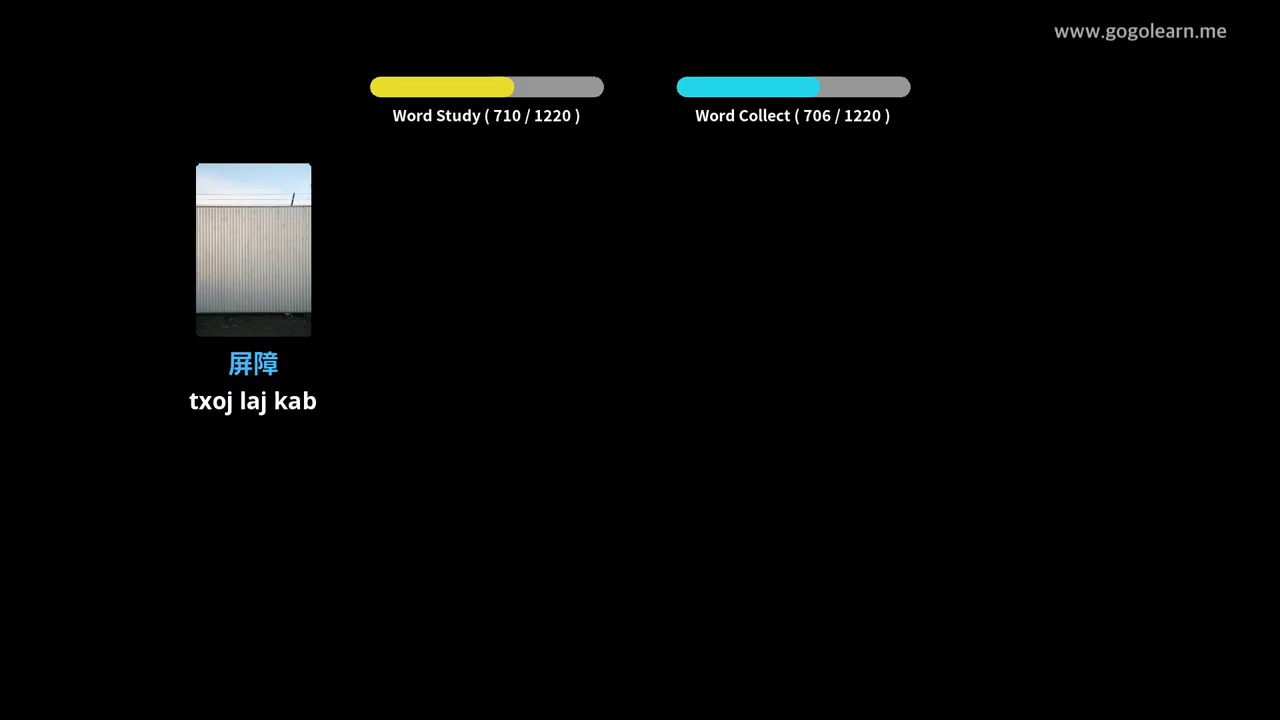 www.gogolearn.me
Word Study ( 710 / 1220 )
Word Collect ( 706 / 1220 )
屏障
txoj laj kab